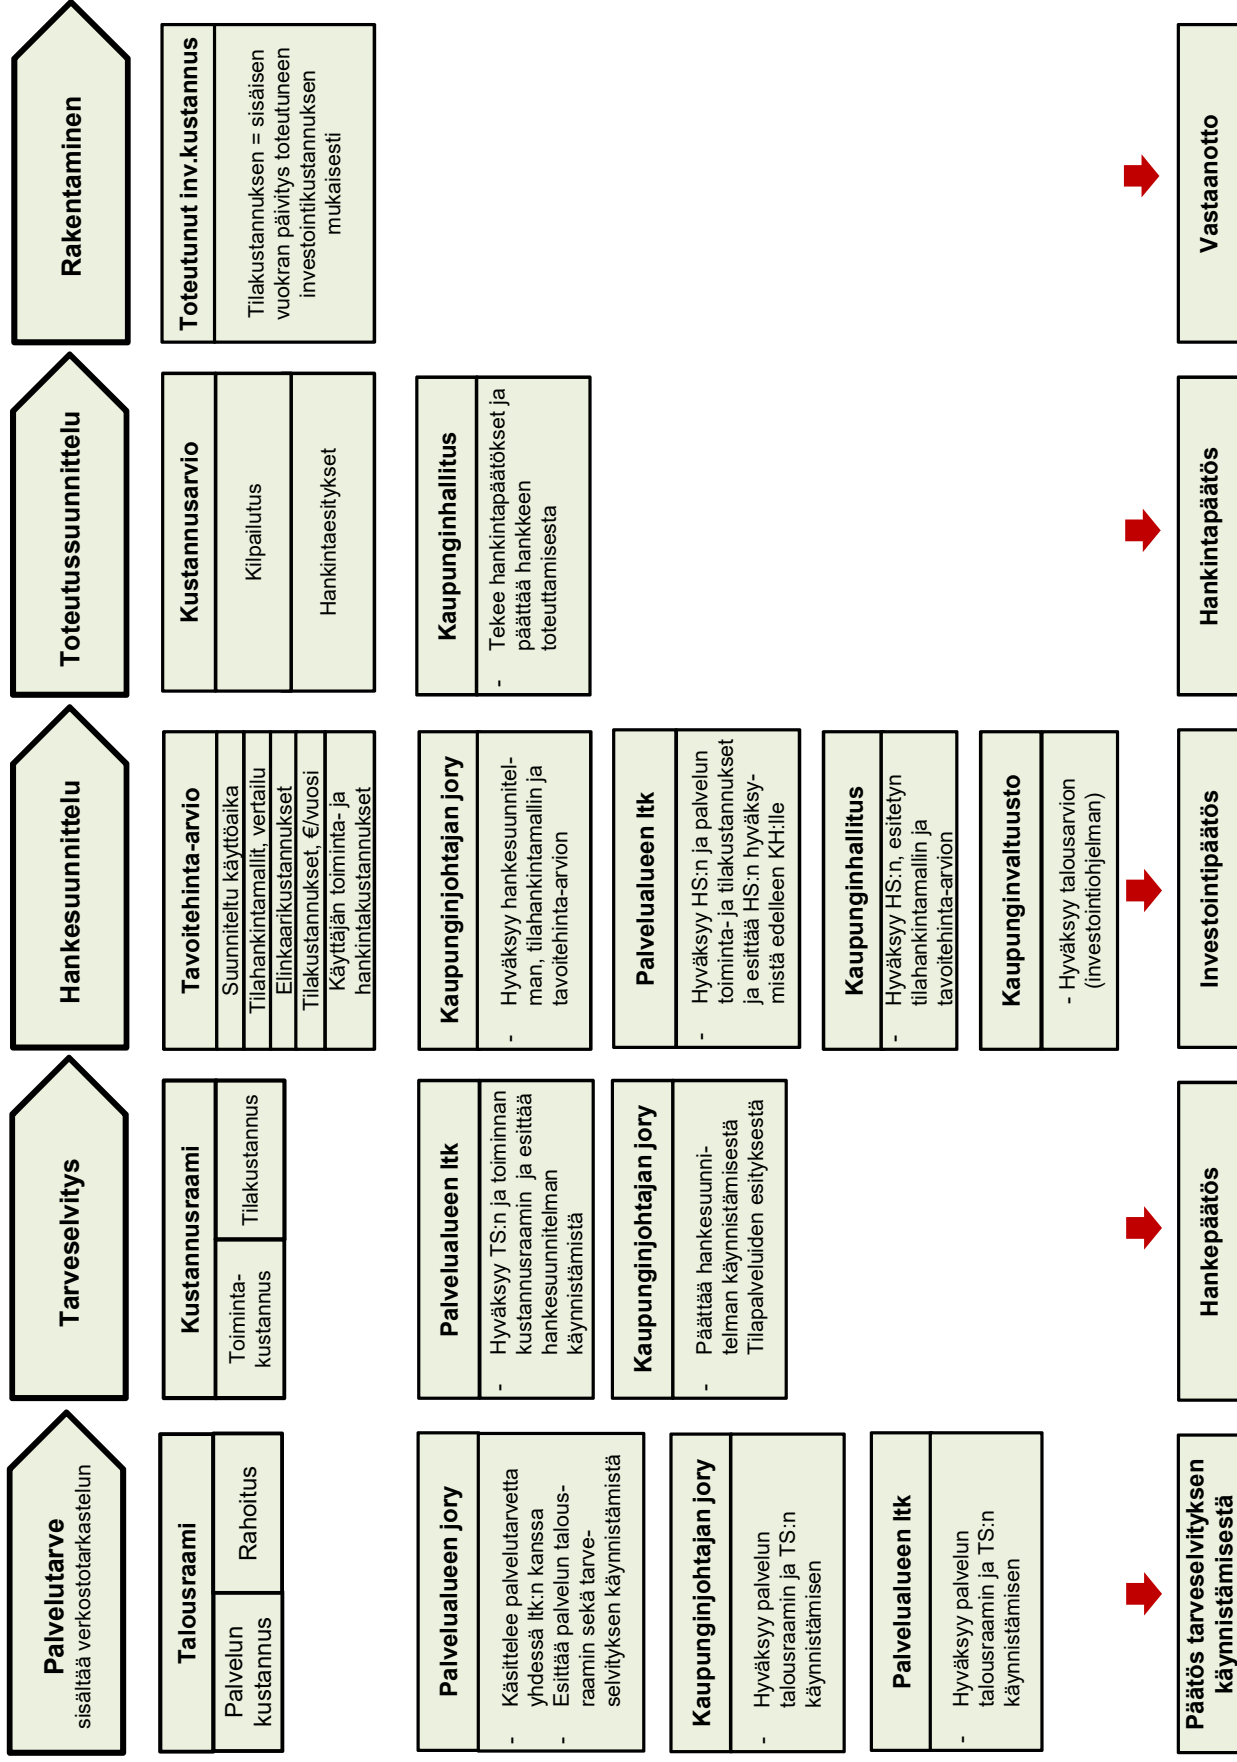 Palvelutarve
sisältää verkostotarkastelun
Talousraami
Palvelun
kustannus
Rahoitus
Palvelualueen jory
- Käsittelee palvelutarvetta
yhdessä ltk:n kanssa
- Esittää palvelun talous-
raamin sekä tarve-
selvityksen käynnistämistä
Kaupunginjohtajan jory
- Hyväksyy palvelun
talousraamin ja TS:n
käynnistämisen
Palvelualueen ltk
- Hyväksyy palvelun
talousraamin ja TS:n
käynnistämisen
Päätös tarveselvityksen
käynnistämisestä
Tarveselvitys
Kustannusraami
Toiminta-
kustannus
Tilakustannus
Palvelualueen ltk
- Hyväksyy TS:n ja toiminnan
kustannusraamin ja esittää
hankesuunnitelman
käynnistämistä
Kaupunginjohtajan jory
- Päättää hankesuunni-
telman käynnistämisestä
Tilapalveluiden esityksestä
Hankepäätös
Hankesuunnittelu
Tavoitehinta-arvio
Suunniteltu käyttöaika
Tilahankintamallit, vertailu
Elinkaarikustannukset
Tilakustannukset, €/vuosi
Käyttäjän toiminta- ja
hankintakustannukset
Kaupunginjohtajan jory
- Hyväksyy hankesuunnitel-
man, tilahankintamallin ja
tavoitehinta-arvion
Palvelualueen ltk
- Hyväksyy HS:n ja palvelun
toiminta- ja tilakustannukset
ja esittää HS:n hyväksy-
mistä edelleen KH:lle
Kaupunginhallitus
- Hyväksyy HS:n, esitetyn
tilahankintamallin ja
tavoitehinta-arvion
Kaupunginvaltuusto
- Hyväksyy talousarvion
(investointiohjelman)
Investointipäätös
Toteutussuunnittelu
Kustannusarvio
Kilpailutus
Hankintaesitykset
Kaupunginhallitus
- Tekee hankintapäätökset ja
päättää hankkeen
toteuttamisesta
Hankintapäätös
Rakentaminen
Toteutunut inv.kustannus
Tilakustannuksen = sisäisen
vuokran päivitys toteutuneen
investointikustannuksen
mukaisesti
Vastaanotto